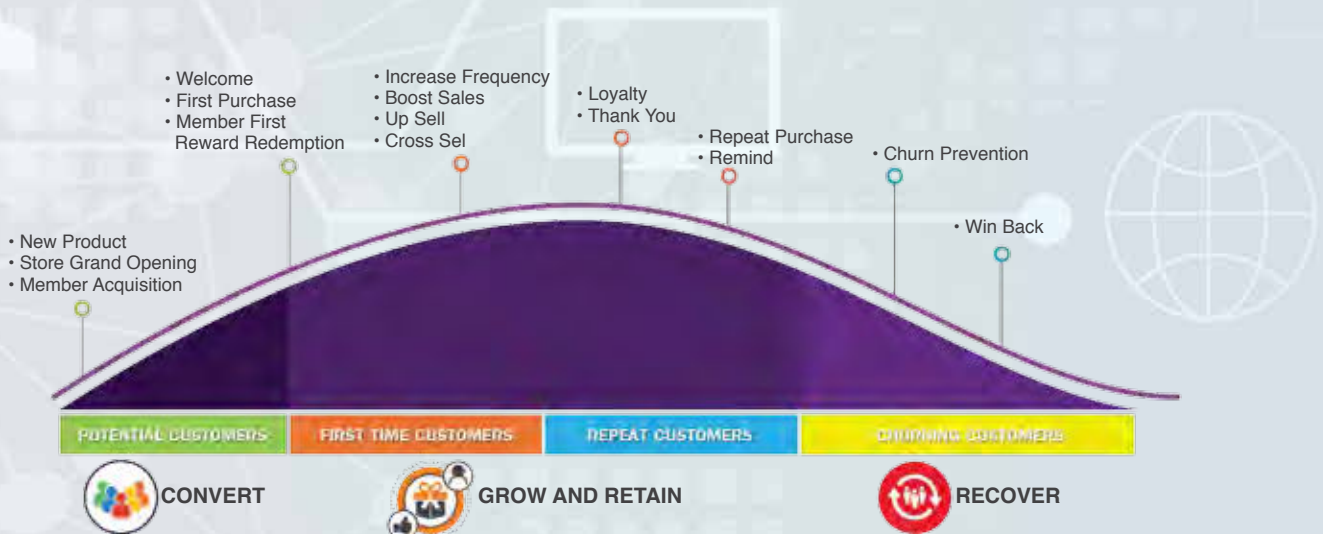 • Welcome
• First Purchase
• Member First
Reward Redemption
• Increase Frequency
• Boost Sales
• Up Sell
• Cross Sel
• Loyalty
• Thank You
• Repeat Purchase
• Remind
• Churn Prevention
• Win Back
• New Product
• Store Grand Opening
• Member Acquisition
POTENTIAL CUSTOMERS
FIRST TIME CUSTOMERS
REPEAT CUSTOMERS
CHURNING CUSTOMERS
CONVERT
GROW AND RETAIN
RECOVER